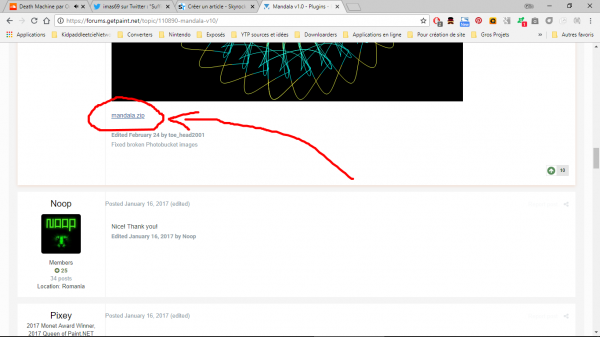 Death Machine par C
imas69 sur Twitter : "Su
Créer un article - Skyroc
Mandala v1.0 - Plugins
https://forums.getpaint.net/topic/110890-mandala-v10/
Applications
KidpaddleetcieNetw
Converters
Nintendo
Exposés
YTP sources et idées
Downloarders
Applications en ligne
Pour création de site
Gros Projets
Autres favoris
mandala.zip
Edited February 24 by toe_head2001
Fixed broken Photobucket images
10
Noop
Posted January 16, 2017 (edited)
NOOP
Nice! Thank you!
Edited January 16, 2017 by Noop
Members
25
34 posts
Location: Romania
Pixey
Posted January 16, 2017 (edited)
2017 Monet Award Winner,
2017 Queen of Paint.NET